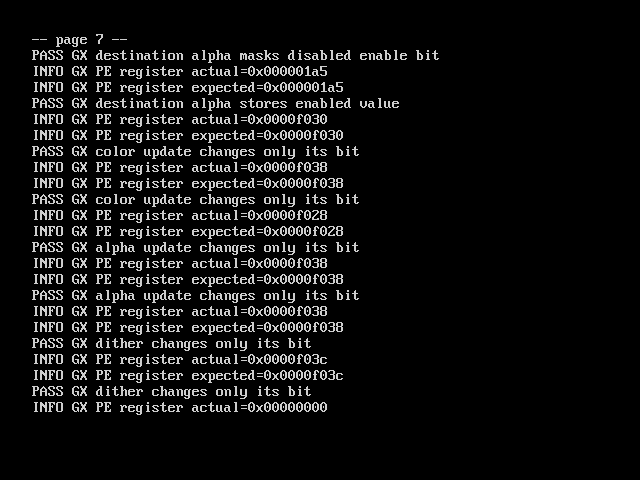 -- page 7 --
PASS GX destination alpha masks disabled enable bit
INFO GX PE register actual=0x000001a5
INFO GX PE register expected=0x000001a5
PASS GX destination alpha stores enabled value
INFO GX PE register actual=0x0000f030
INFO GX PE register expected=0x0000f030
PASS GX color update changes only its bit
INFO GX PE register actual=0x0000f038
INFO GX PE register expected=0x0000f038
PASS GX color update changes only its bit
INFO GX PE register actual=0x0000f028
INFO GX PE register expected=0x0000f028
PASS GX alpha update changes only its bit
INFO GX PE register actual=0x0000f038
INFO GX PE register expected=0x0000f038
PASS GX alpha update changes only its bit
INFO GX PE register actual=0x0000f038
INFO GX PE register expected=0x0000f038
PASS GX dither changes only its bit
INFO GX PE register actual=0x0000f03c
INFO GX PE register expected=0x0000f03c
PASS GX dither changes only its bit
INFO GX PE register actual=0x00000000